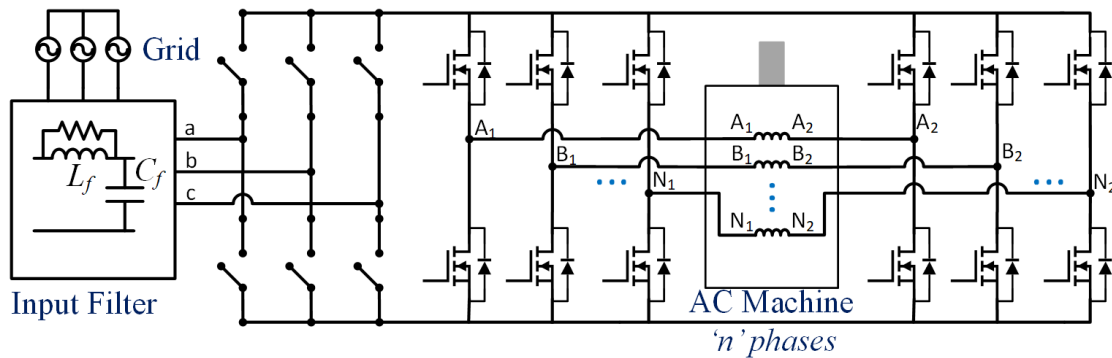 Grid
a
b
c
L_f
C_f
Input Filter
A₁
B₁
N₁
A₁ A₂
B₁ B₂
N₁ N₂
A₂
B₂
N₂
AC Machine
'n' phases